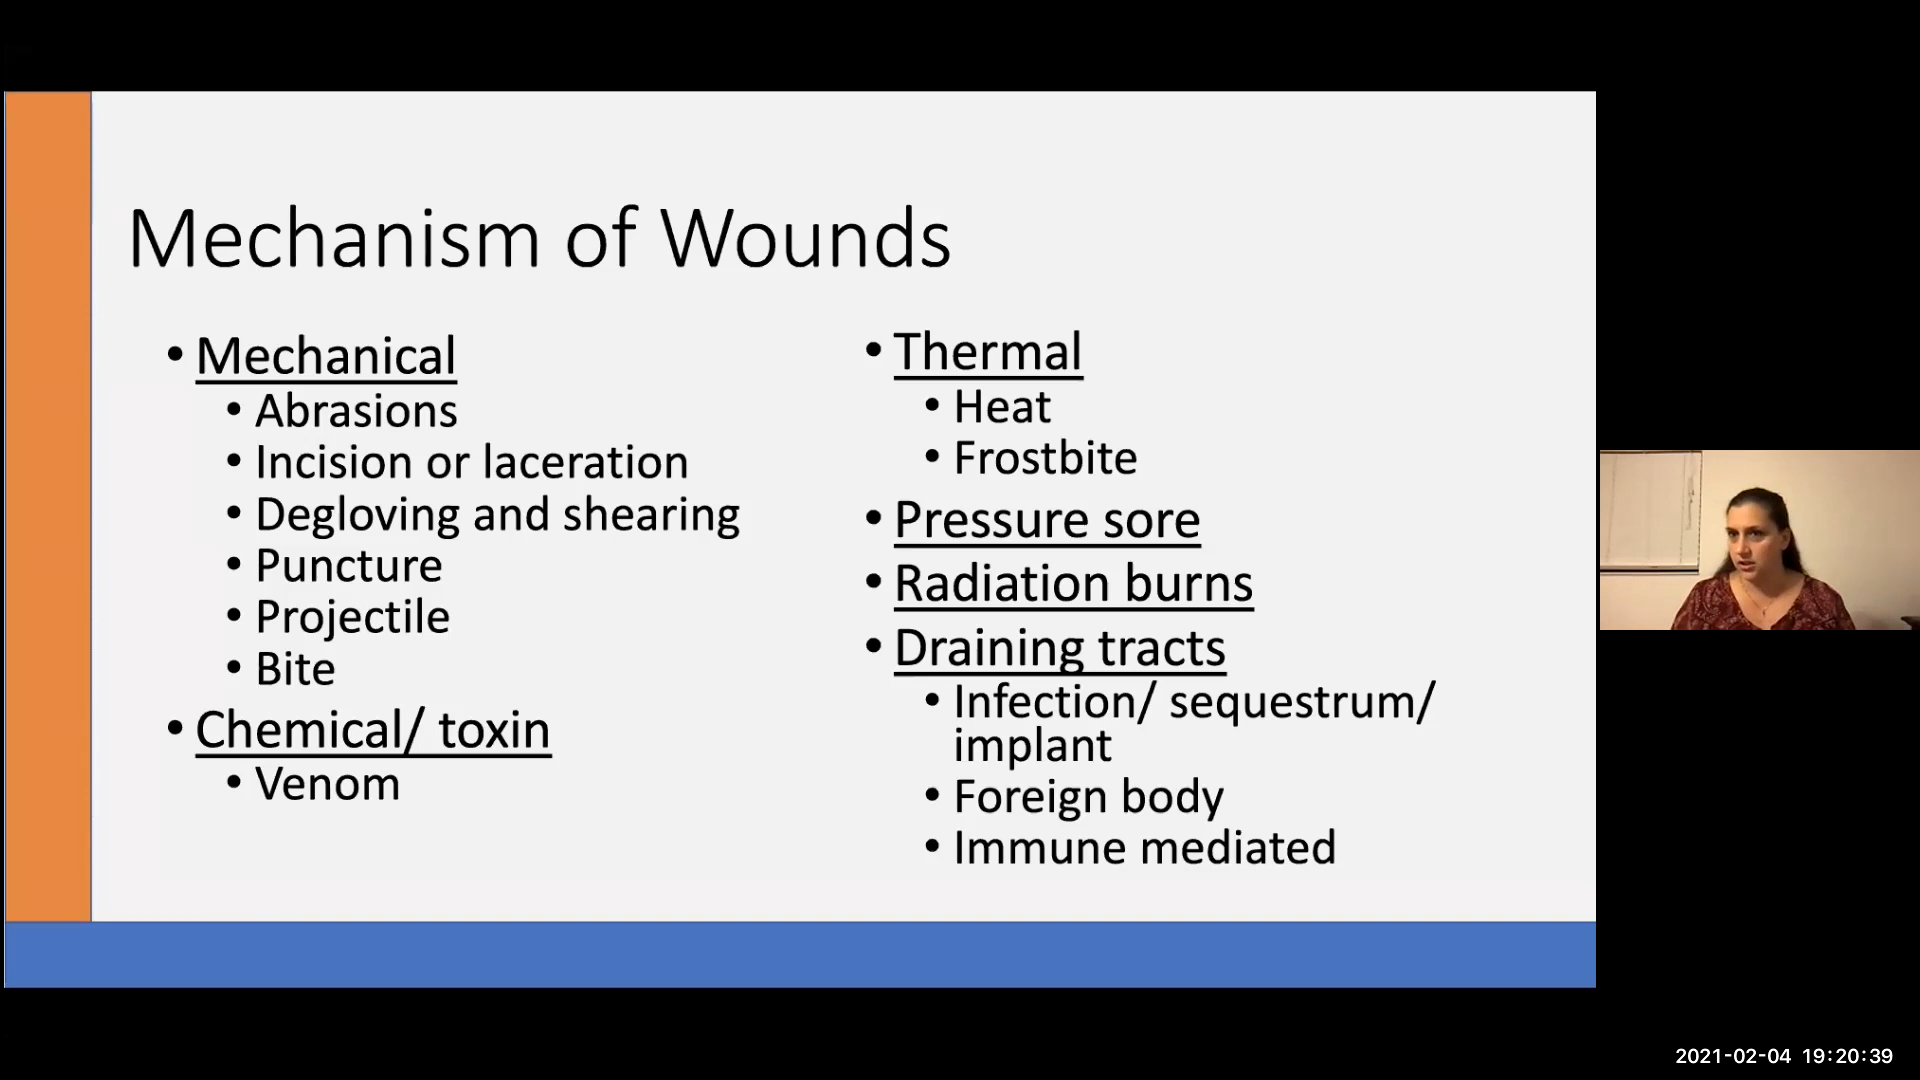 Mechanism of Wounds
• Mechanical
• Abrasions
• Incision or laceration
• Degloving and shearing
• Puncture
• Projectile
• Bite
• Chemical/ toxin
• Venom
• Thermal
• Heat
• Frostbite
• Pressure sore
• Radiation burns
• Draining tracts
• Infection/ sequestrum/
implant
• Foreign body
• Immune mediated
2021-02-04 19:20:39